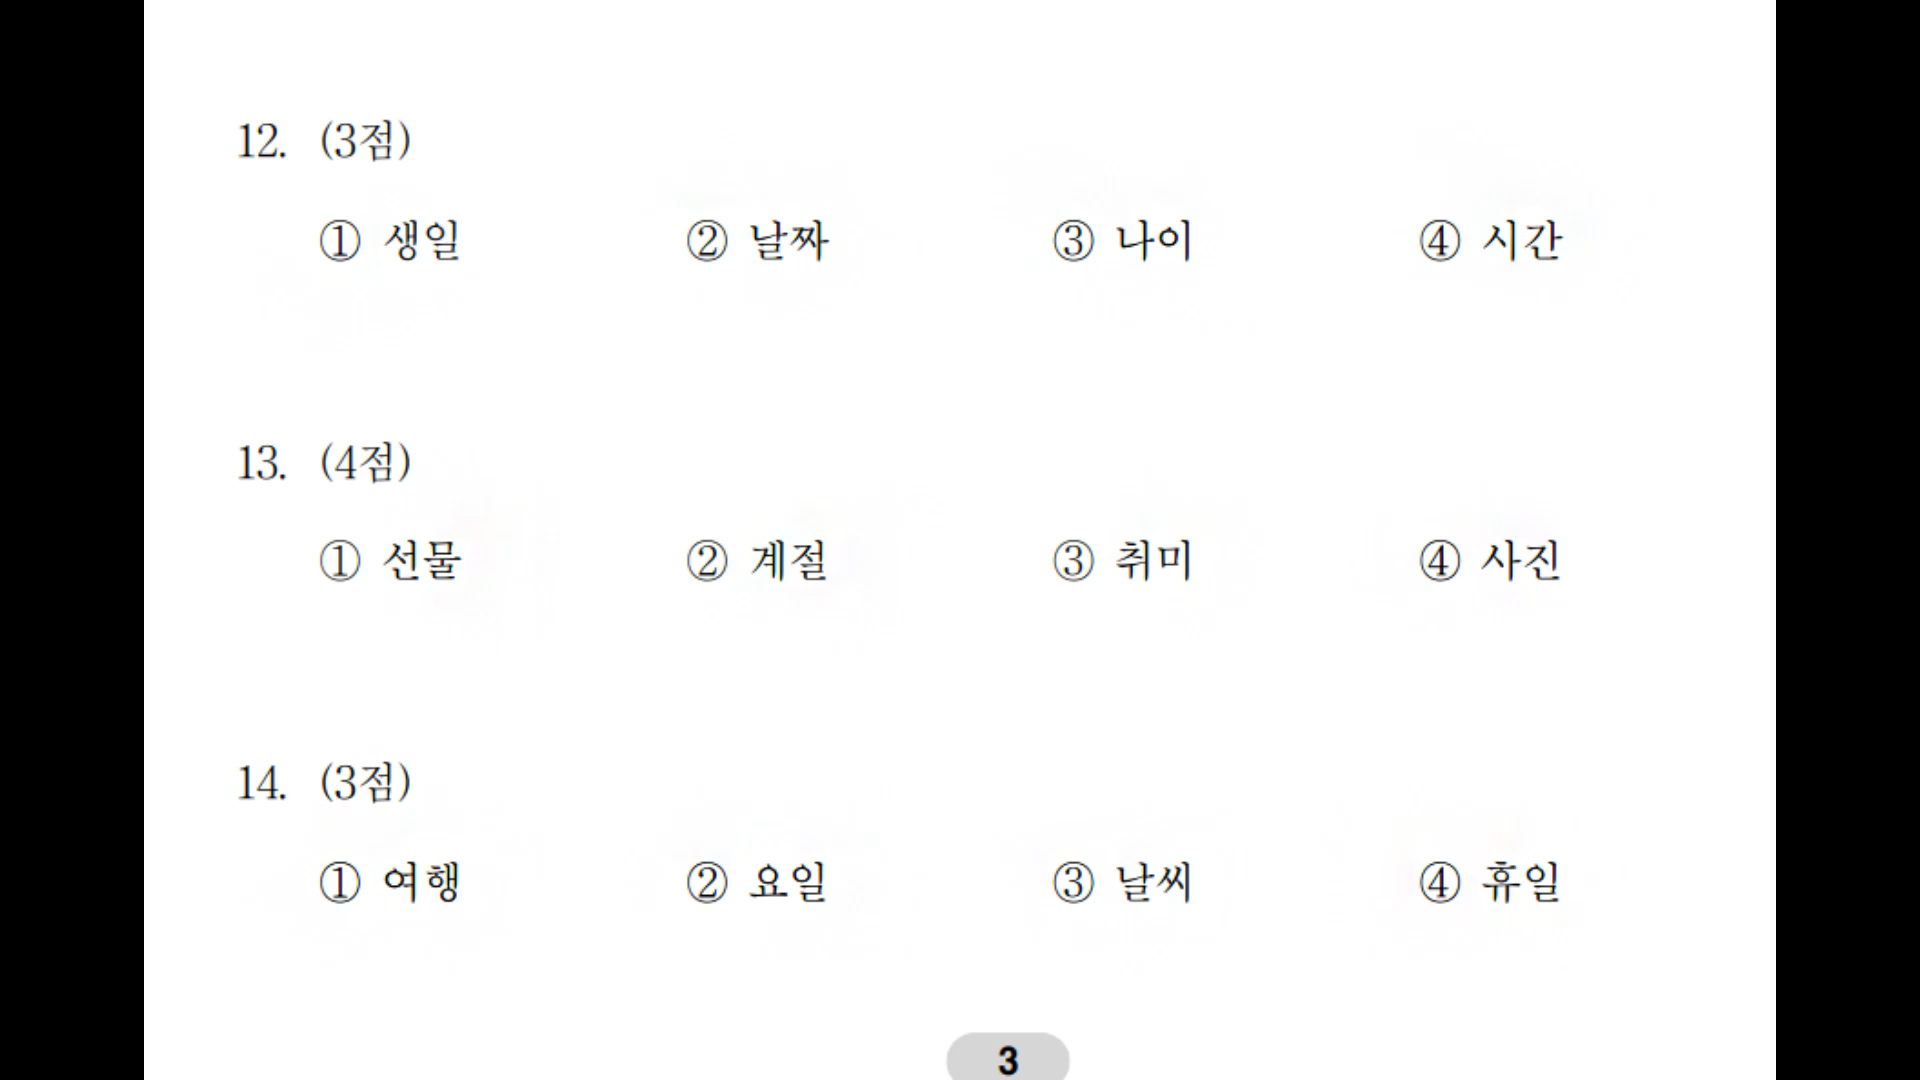 12. (3점)
① 생일 ② 날짜 ③ 나이 ④ 시간
13. (4점)
① 선물 ② 계절 ③ 취미 ④ 사진
14. (3점)
① 여행 ② 요일 ③ 날씨 ④ 휴일
3